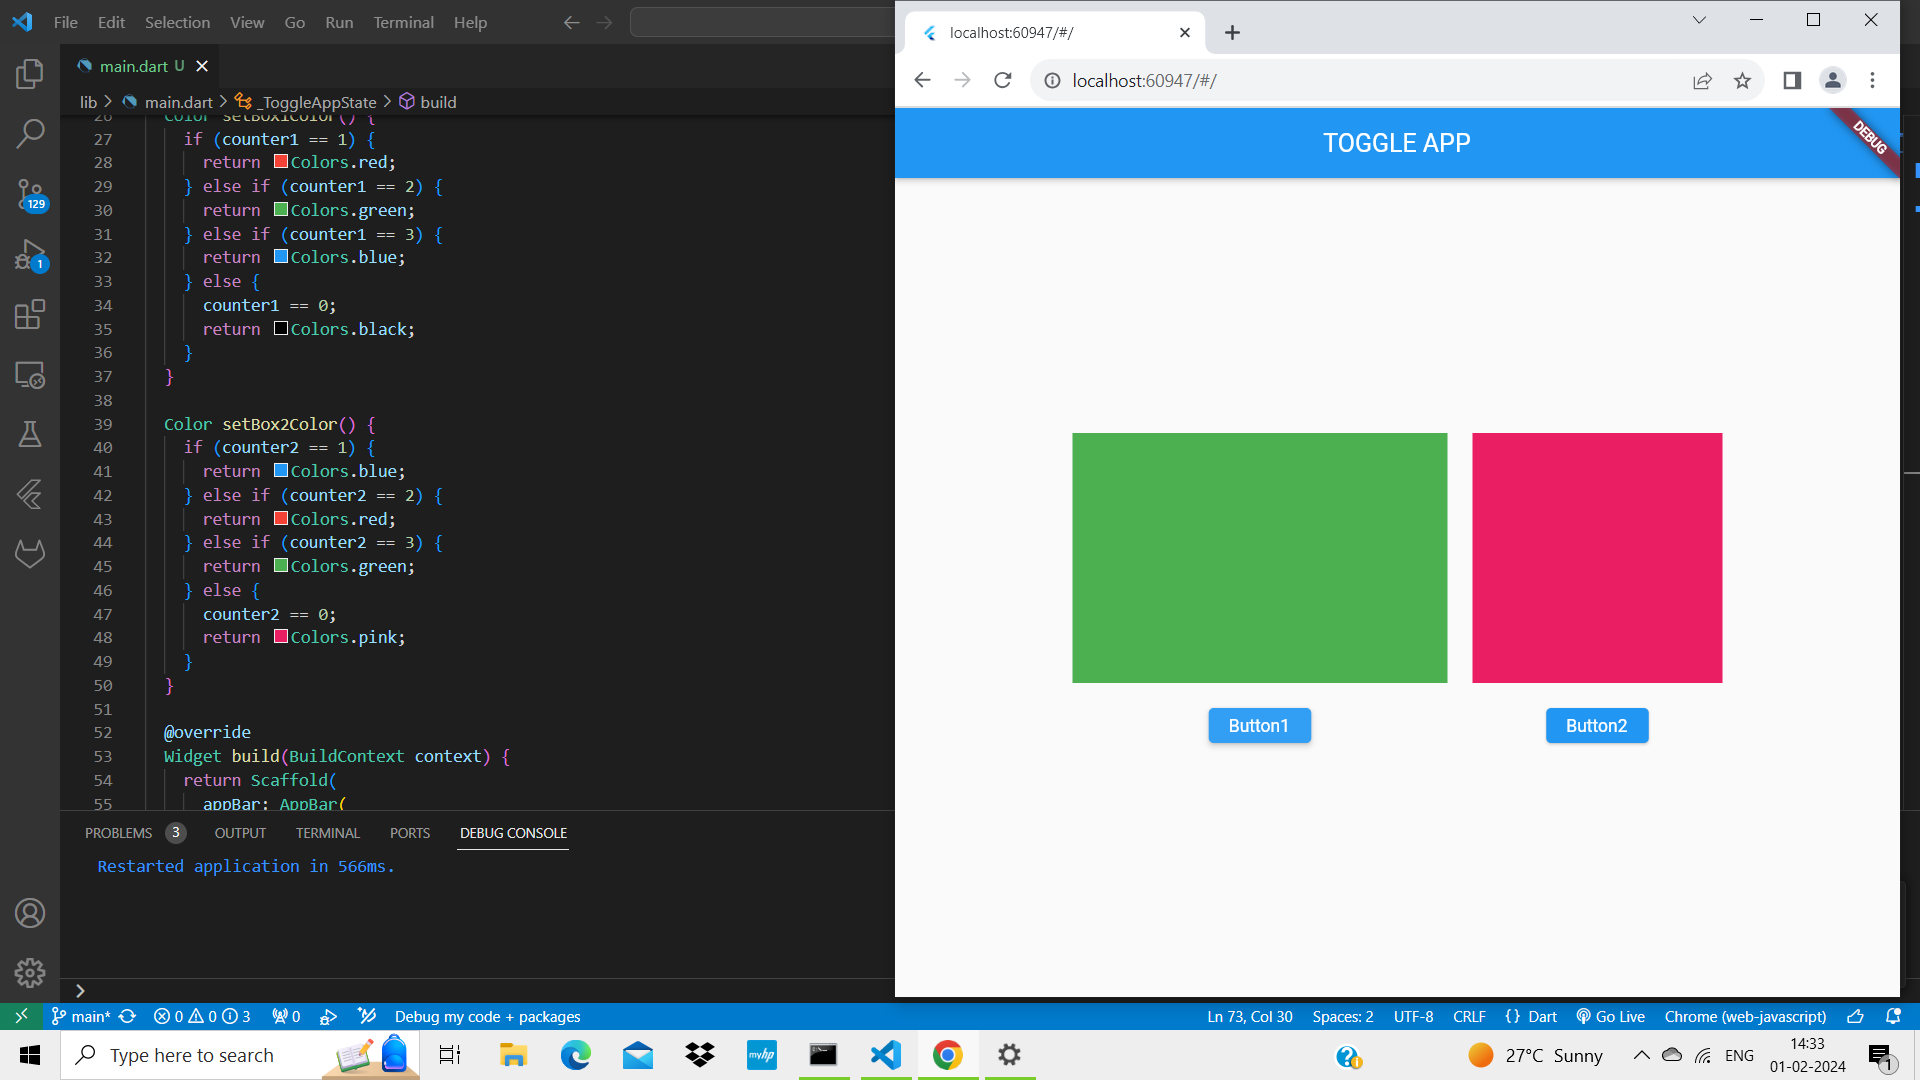 File Edit Selection View Go Run Terminal Help
main.dart U
lib > main.dart > _ToggleAppState > build
26 Color setBox1Color() {
27 if (counter1 == 1) {
28 return Colors.red;
29 } else if (counter1 == 2) {
30 return Colors.green;
31 } else if (counter1 == 3) {
32 return Colors.blue;
33 } else {
34 counter1 == 0;
35 return Colors.black;
36 }
37 }
38
39 Color setBox2Color() {
40 if (counter2 == 1) {
41 return Colors.blue;
42 } else if (counter2 == 2) {
43 return Colors.red;
44 } else if (counter2 == 3) {
45 return Colors.green;
46 } else {
47 counter2 == 0;
48 return Colors.pink;
49 }
50 }
51
52 @override
53 Widget build(BuildContext context) {
54 return Scaffold(
55 appBar: AppBar(
129
1
PROBLEMS 3 OUTPUT TERMINAL PORTS DEBUG CONSOLE
Restarted application in 566ms.
>
localhost:60947/#/
localhost:60947/#/
TOGGLE APP
DEBUG
Button1 Button2
main* 0 0 3 0 Debug my code + packages Ln 73, Col 30 Spaces: 2 UTF-8 CRLF {} Dart Go Live Chrome (web-javascript)
Type here to search myhp 27°C Sunny ENG 14:33
01-02-2024 1